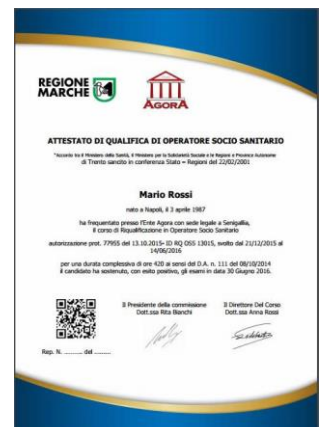 REGIONE
MARCHE
AGORÀ
ATTESTATO DI QUALIFICA DI OPERATORE SOCIO SANITARIO
"Accordo tra il Ministero della Sanità, il Ministero per la Solidarietà Sociale e le Regioni e Province Autonome
di Trento sancito in conferenza Stato - Regioni del 22/02/2001
Mario Rossi
nato a Napoli, il 3 aprile 1987
ha frequentato presso l'Ente Agora con sede legale a Senigallia,
il corso di Riqualificazione in Operatore Socio Sanitario
autorizzazione prot. 77955 del 13.10.2015- ID RQ OSS 13015, svolto dal 21/12/2015 al
14/06/2016
per una durata complessiva di ore 420 ai sensi del D.A. n. 111 del 08/10/2014
il candidato ha sostenuto, con esito positivo, gli esami in data 30 Giugno 2016.
Il Presidente della commissione
Dott.ssa Rita Bianchi
Il Direttore Del Corso
Dott.ssa Anna Rossi
Rep. N. .......... del ..........